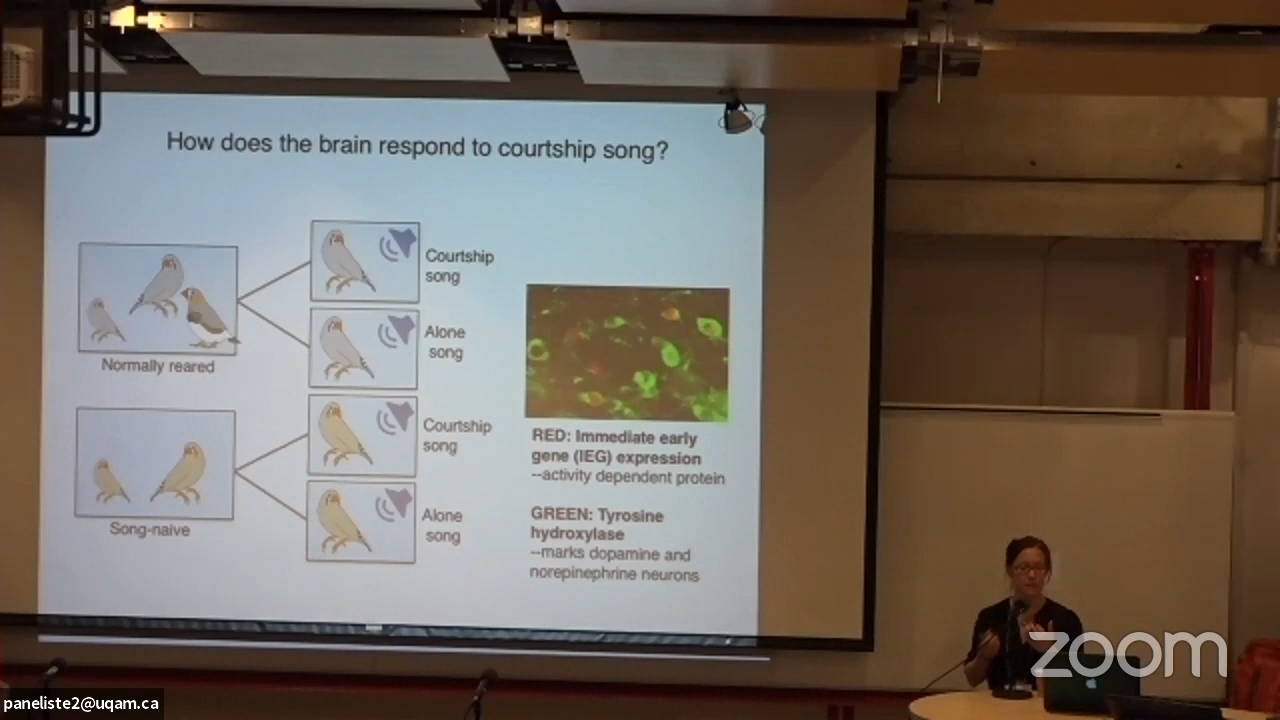 How does the brain respond to courtship song?
Courtship
song
Normally reared
Alone
song
Courtship
song
Song-naive
Alone
song
RED: Immediate early
gene (IEG) expression
--activity dependent protein
GREEN: Tyrosine
hydroxylase
--marks dopamine and
norepinephrine neurons
zoom
paneliste2@uqam.ca